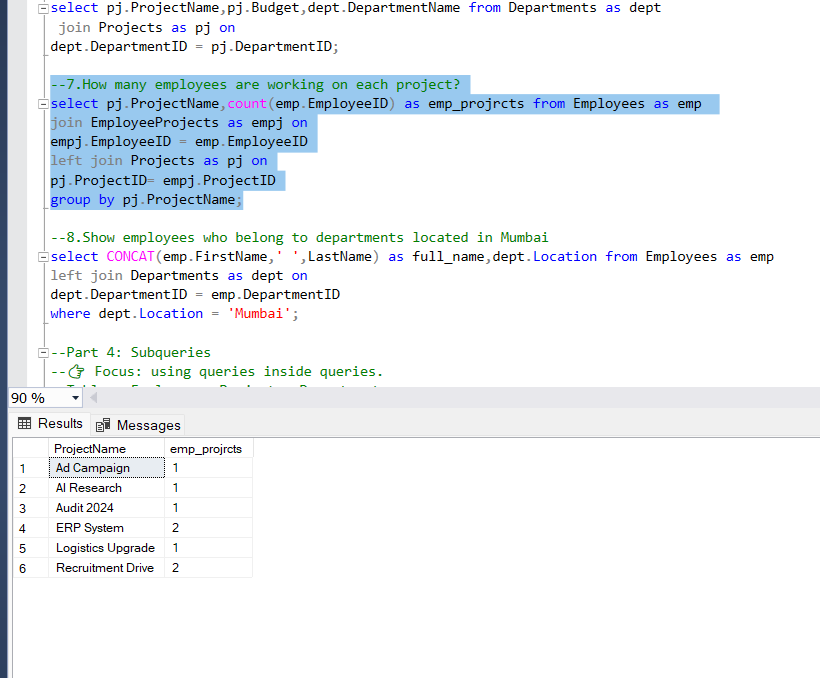 select pj.ProjectName,pj.Budget,dept.DepartmentName from Departments as dept
join Projects as pj on
dept.DepartmentID = pj.DepartmentID;
--7.How many employees are working on each project?
select pj.ProjectName,count(emp.EmployeeID) as emp_projrcts from Employees as emp
join EmployeeProjects as empj on
empj.EmployeeID = emp.EmployeeID
left join Projects as pj on
pj.ProjectID= empj.ProjectID
group by pj.ProjectName;
--8.Show employees who belong to departments located in Mumbai
select CONCAT(emp.FirstName,' ',LastName) as full_name,dept.Location from Employees as emp
left join Departments as dept on
dept.DepartmentID = emp.DepartmentID
where dept.Location = 'Mumbai';
--Part 4: Subqueries
--👉 Focus: using queries inside queries.
90 %
Results Messages
ProjectName emp_projrcts
1 Ad Campaign 1
2 AI Research 1
3 Audit 2024 1
4 ERP System 2
5 Logistics Upgrade 1
6 Recruitment Drive 2